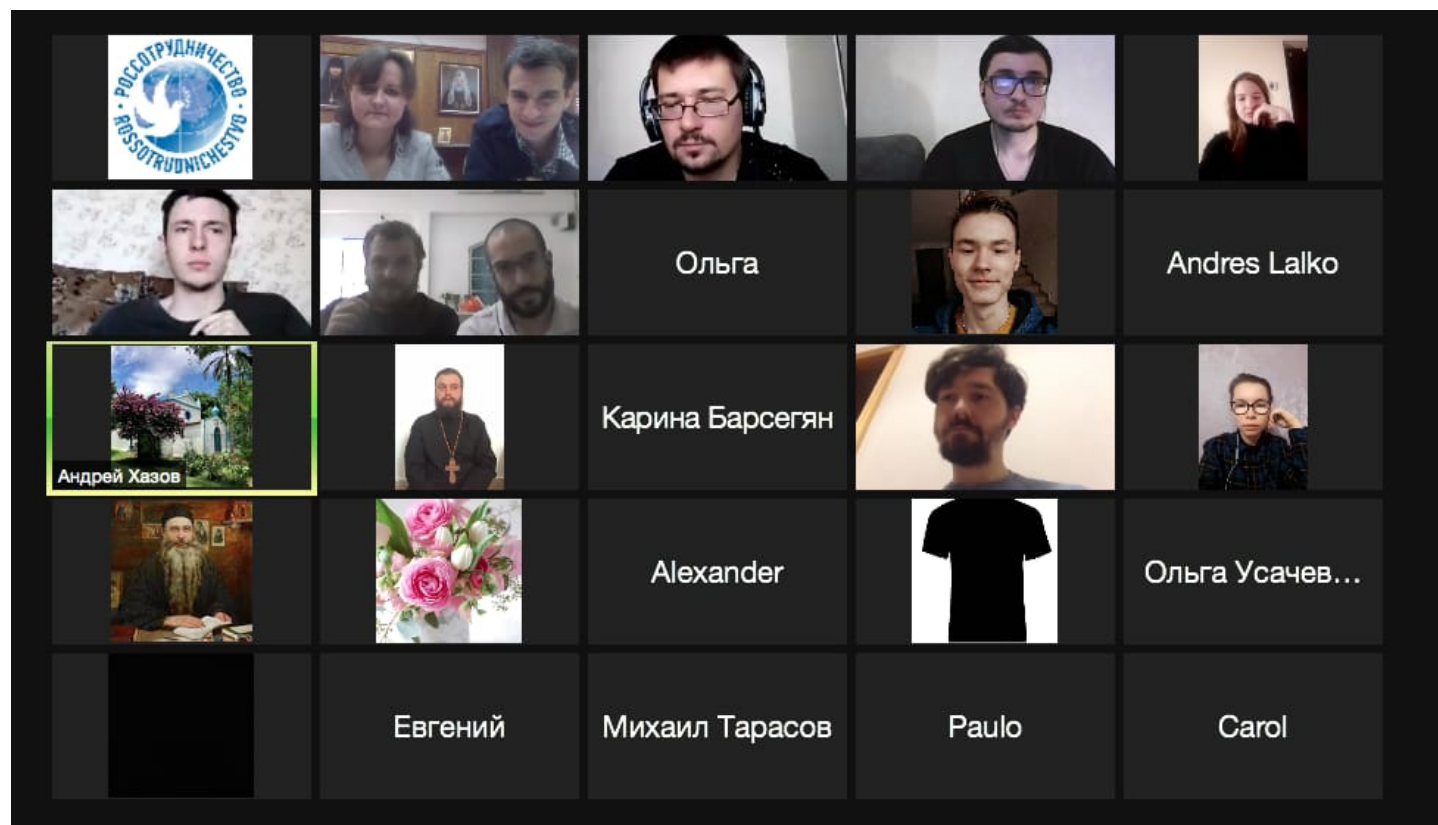 РОССОТРУДНИЧЕСТВО
ROSSOTRUDNICHESTVO
Ольга
Andres Lalko
Андрей Хазов
Карина Барсегян
Alexander
Ольга Усачев...
Евгений
Михаил Тарасов
Paulo
Carol